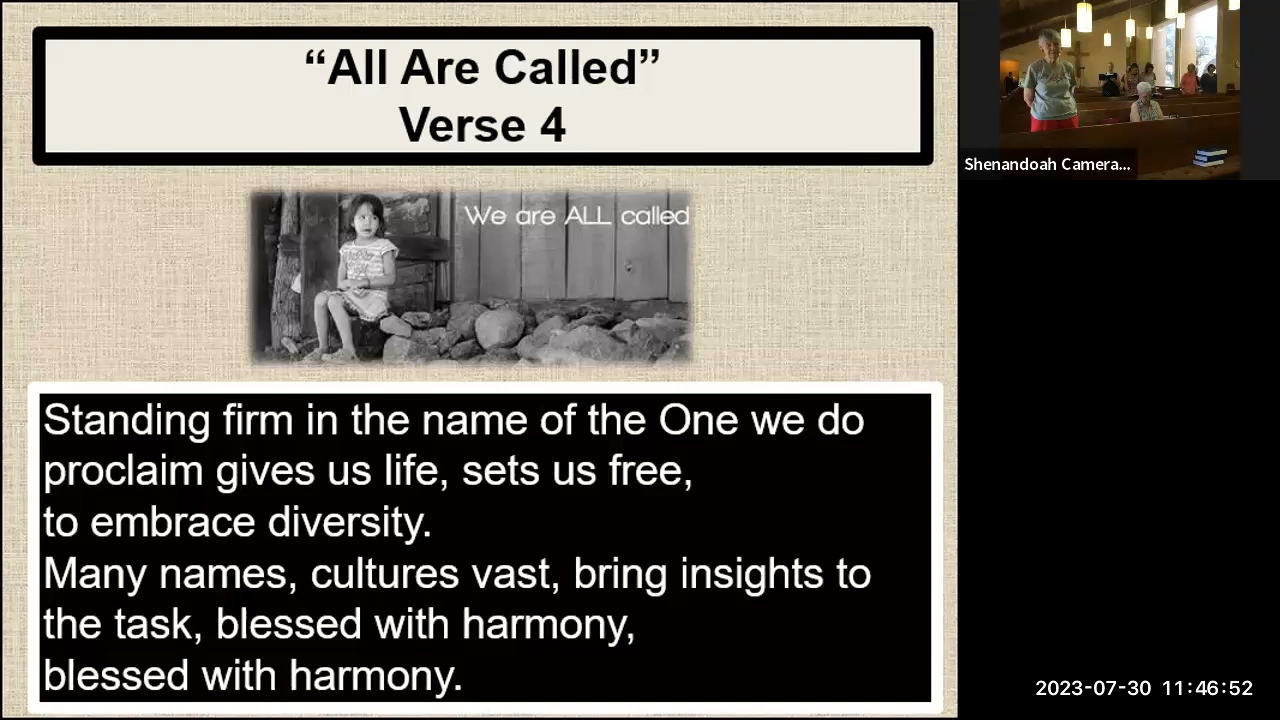 “All Are Called”
Verse 4
We are ALL called
Standing firm in the name of the One we do
proclaim gives us life, sets us free,
to embrace diversity.
Many names, cultures vast, bring insights to
the task, blessed with harmony,
blessed with harmony.
Shenandoah Camera...
2023-07-30 11:46:52